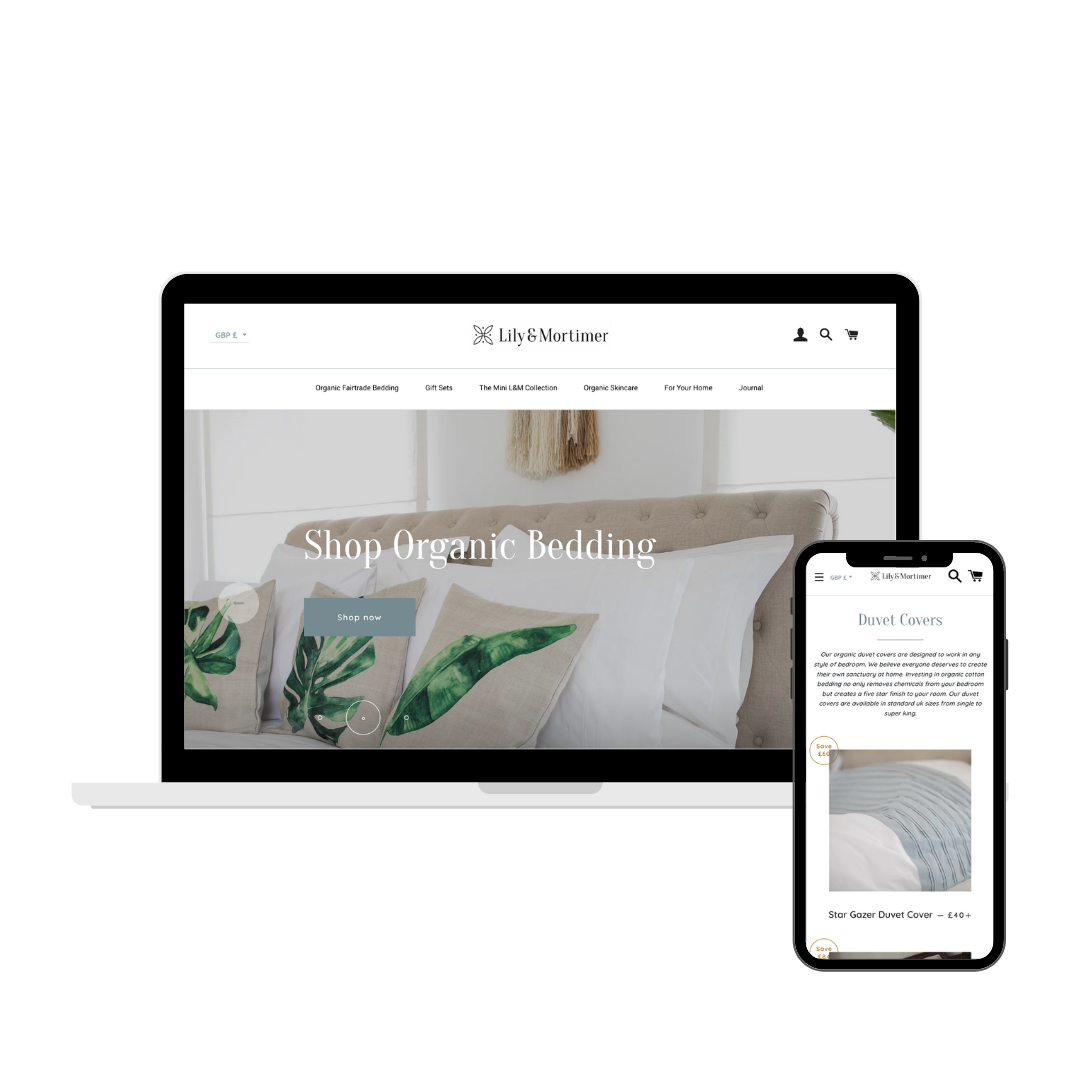 GBP £
Lily & Mortimer
Organic Fairtrade Bedding Gift Sets The Mini L&M Collection Organic Skincare For Your Home Journal
Shop Organic Bedding
Shop now
GBP £
Lily & Mortimer
Duvet Covers
Our organic duvet covers are designed to work in any
style of bedroom. We believe everyone deserves to create
their own sanctuary at home. Investing in organic cotton
bedding no only removes chemicals from your bedroom
but creates a five star finish to your room. Our duvet
covers are available in standard uk sizes from single to
super king.
Save
£60
Star Gazer Duvet Cover — £40+
Save